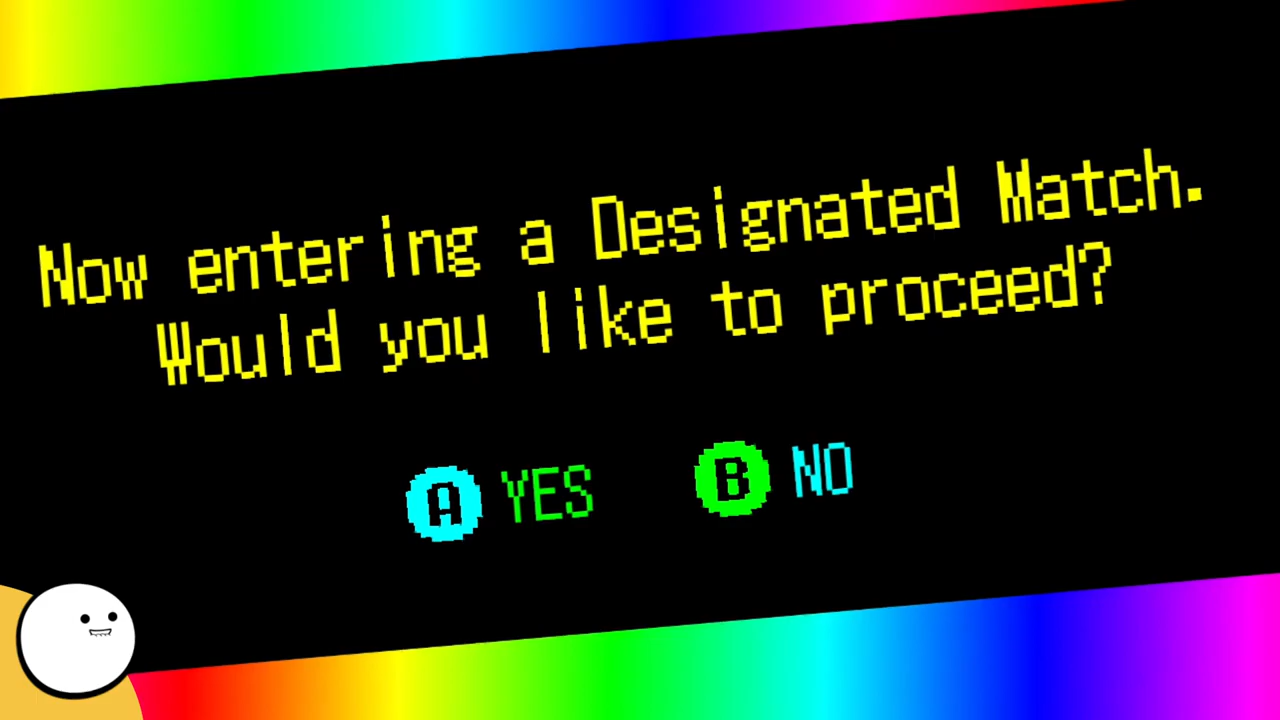 Now entering a Designated Match.
Would you like to proceed?
A YES B NO